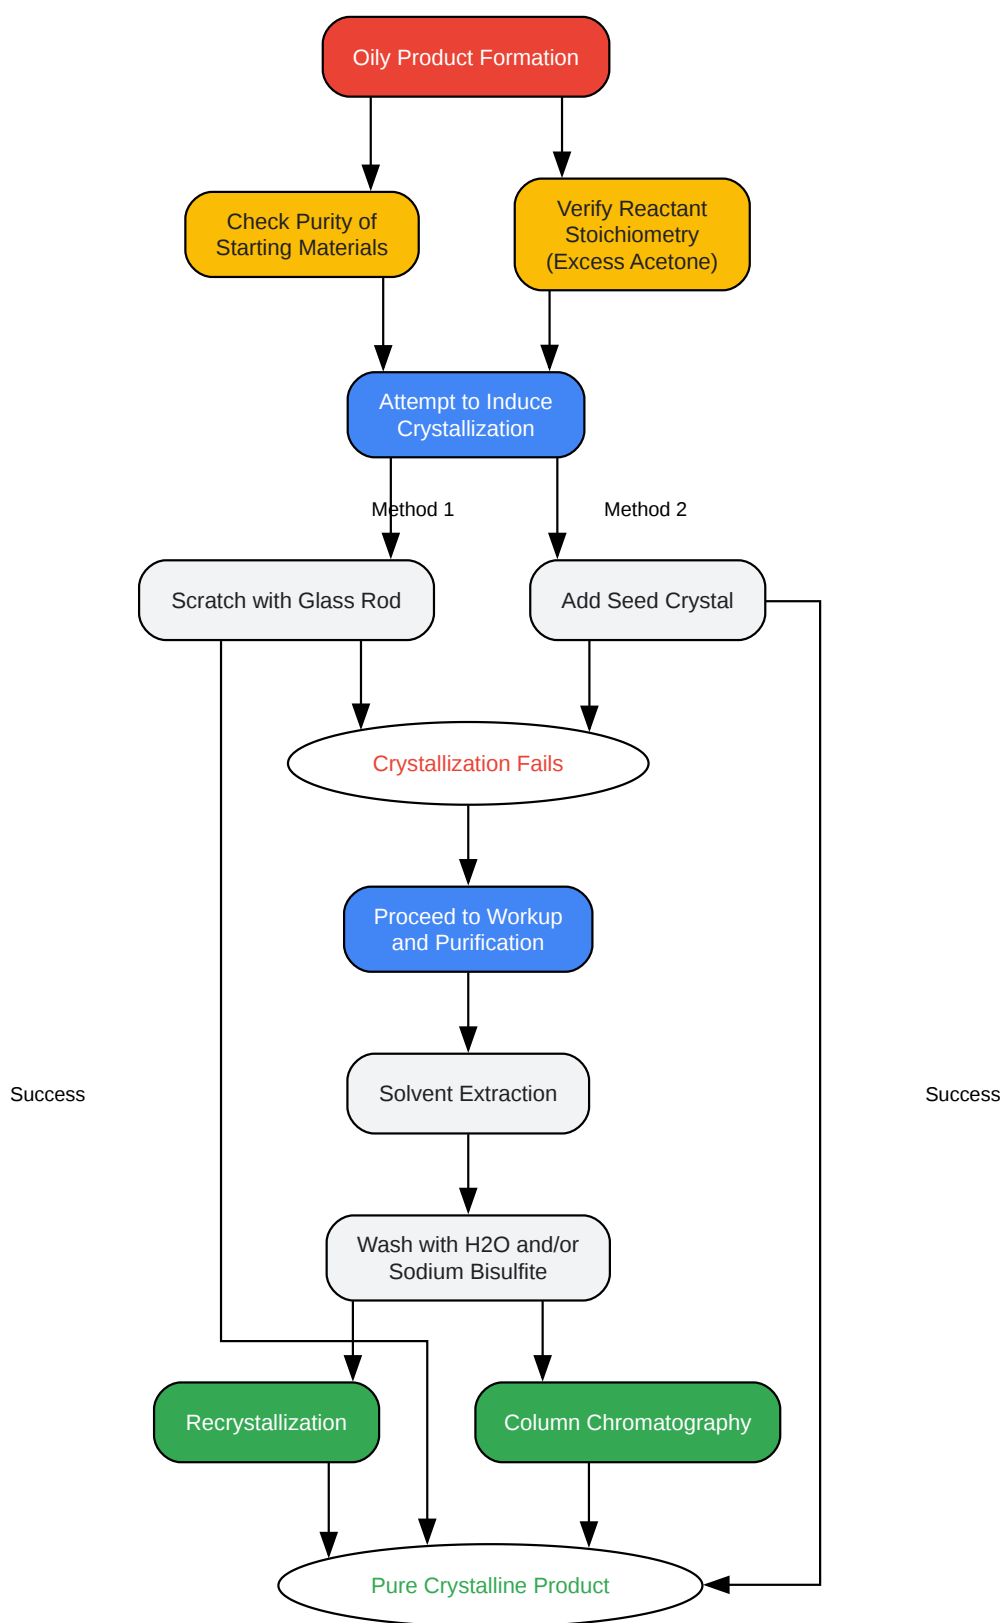 Oily Product Formation
Check Purity of
Starting Materials
Verify Reactant
Stoichiometry
(Excess Acetone)
Attempt to Induce
Crystallization
Method 1
Method 2
Scratch with Glass Rod
Add Seed Crystal
Crystallization Fails
Proceed to Workup
and Purification
Solvent Extraction
Success
Success
Wash with H2O and/or
Sodium Bisulfite
Recrystallization
Column Chromatography
Pure Crystalline Product